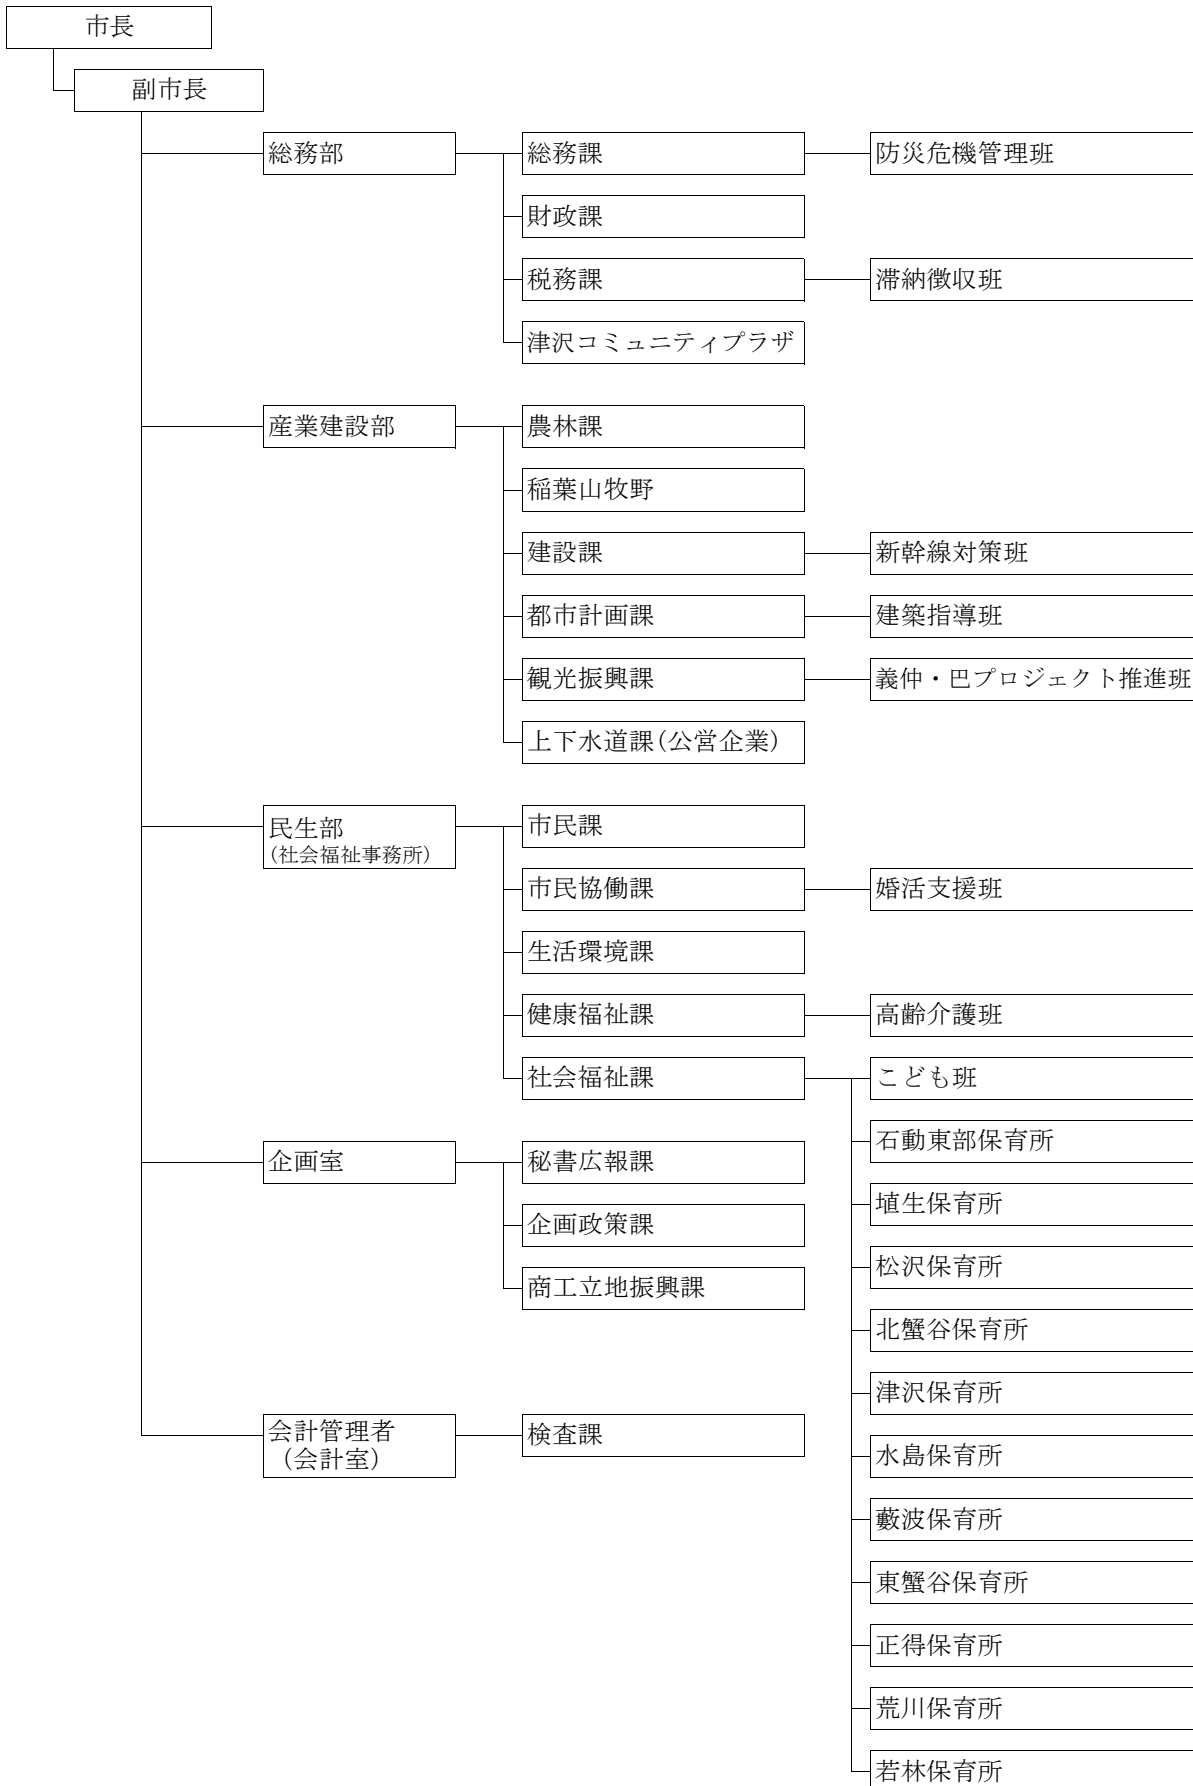 市長
副市長
総務部
総務課
防災危機管理班
財政課
税務課
滞納徴収班
津沢コミュニティプラザ
産業建設部
農林課
稲葉山牧野
建設課
新幹線対策班
都市計画課
建築指導班
観光振興課
義仲・巴プロジェクト推進班
上下水道課(公営企業)
民生部
(社会福祉事務所)
市民課
市民協働課
婚活支援班
生活環境課
健康福祉課
高齢介護班
社会福祉課
こども班
石動東部保育所
企画室
秘書広報課
埴生保育所
企画政策課
松沢保育所
商工立地振興課
北蟹谷保育所
津沢保育所
会計管理者
(会計室)
検査課
水島保育所
藪波保育所
東蟹谷保育所
正得保育所
荒川保育所
若林保育所